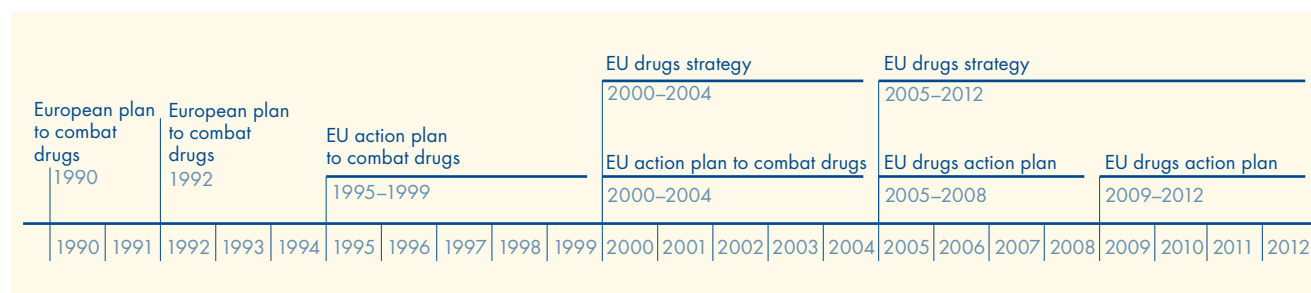 EU drugs strategy
2000–2004
EU drugs strategy
2005–2012
European plan
to combat
drugs
1990
European plan
to combat
drugs
1992
EU action plan
to combat drugs
1995–1999
EU action plan to combat drugs
2000–2004
EU drugs action plan
2005–2008
EU drugs action plan
2009–2012
1990 1991 1992 1993 1994 1995 1996 1997 1998 1999 2000 2001 2002 2003 2004 2005 2006 2007 2008 2009 2010 2011 2012